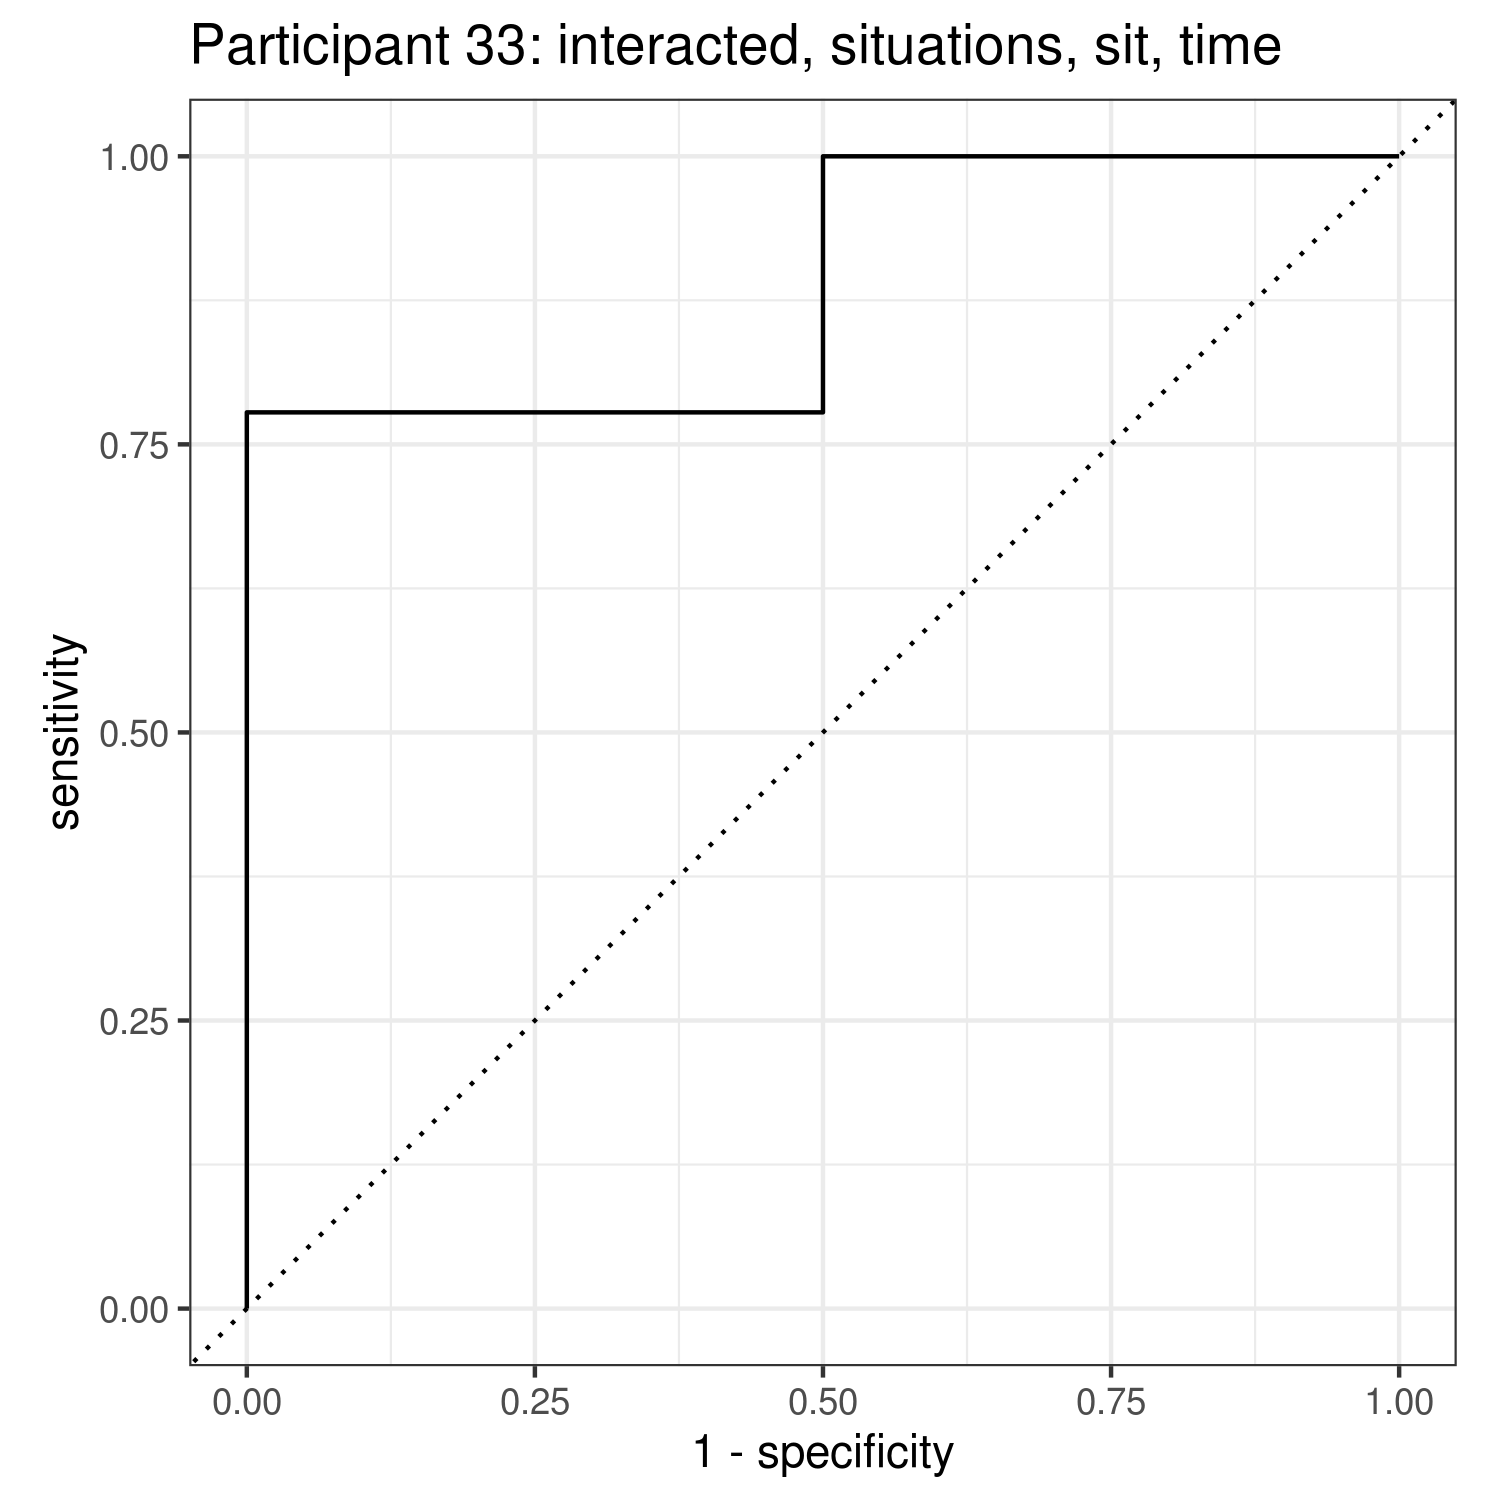 Participant 33: interacted, situations, sit, time
1.00
0.75
0.50
0.25
0.00
sensitivity
0.00 0.25 0.50 0.75 1.00
1 - specificity